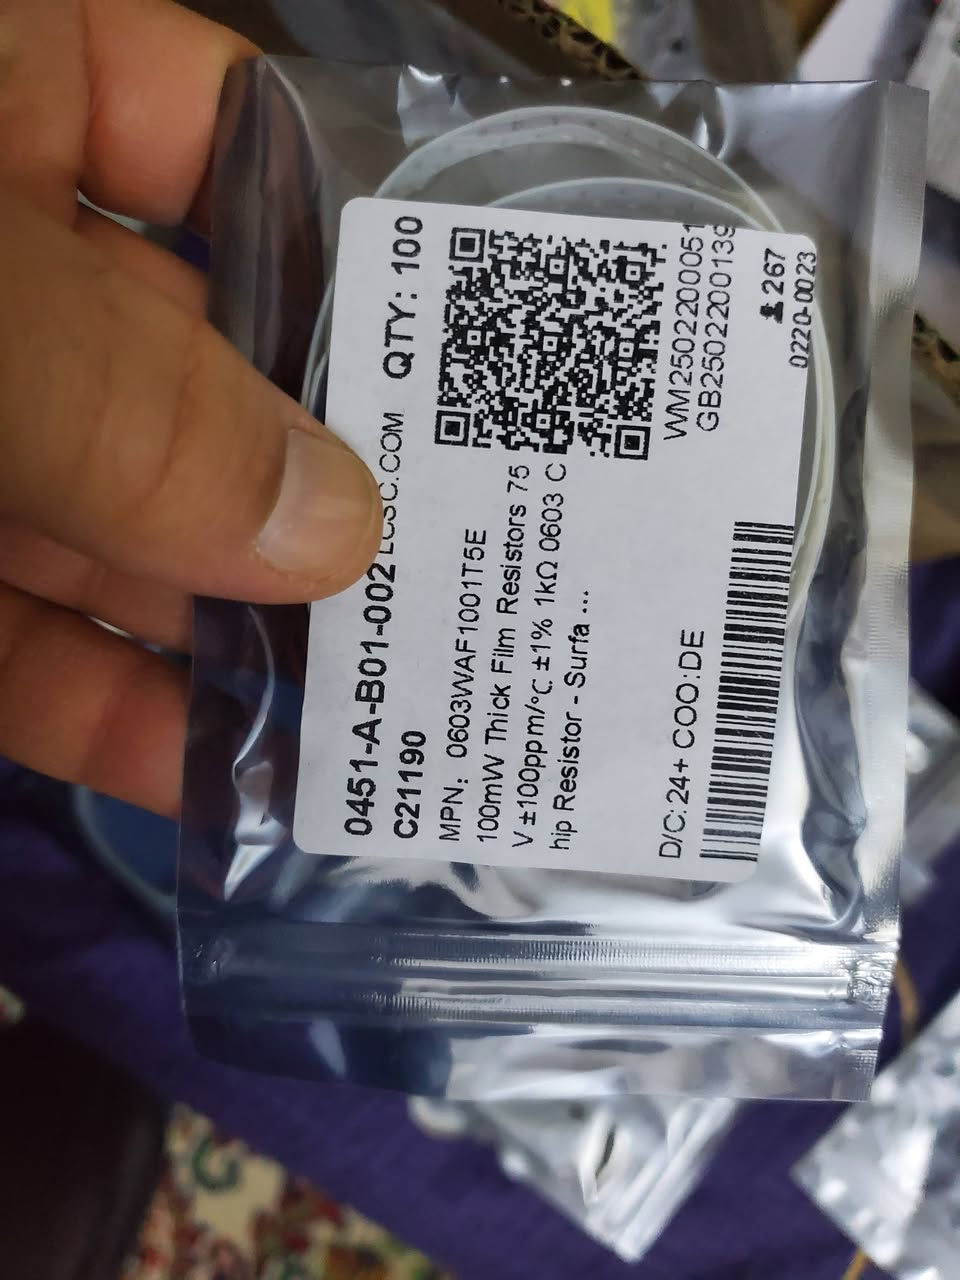 0451-A-B01-002 LCSC.COM QTY: 100
C21190
MPN: 0603WAF1001T5E
100mW Thick Film Resistors 75
V ±100ppm/°C ±1% 1kΩ 0603 C
hip Resistor - Surfa ...
WM2502200051
GB2502200139
D/C:24+ COO:DE
267
0220-0023